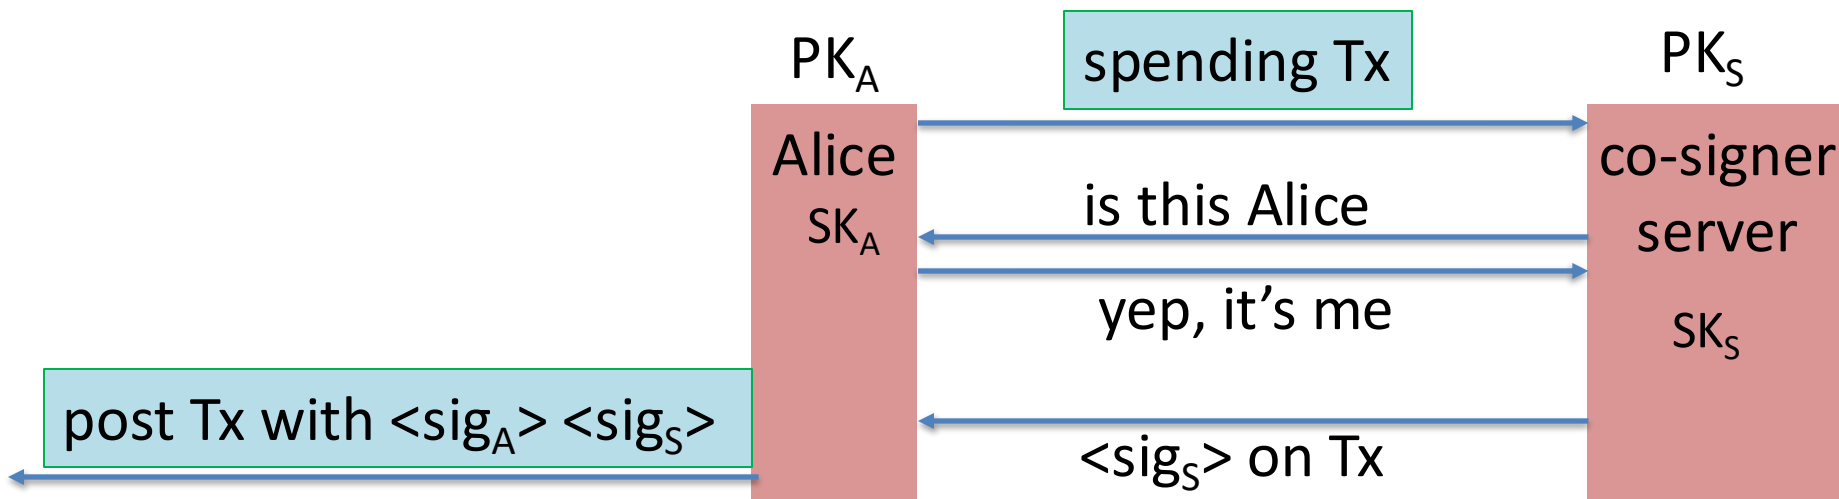 PK_A
spending Tx
PK_S
Alice
SK_A
co-signer
server
SK_S
is this Alice
yep, it’s me
post Tx with <sig_A> <sig_S>
<sig_S> on Tx